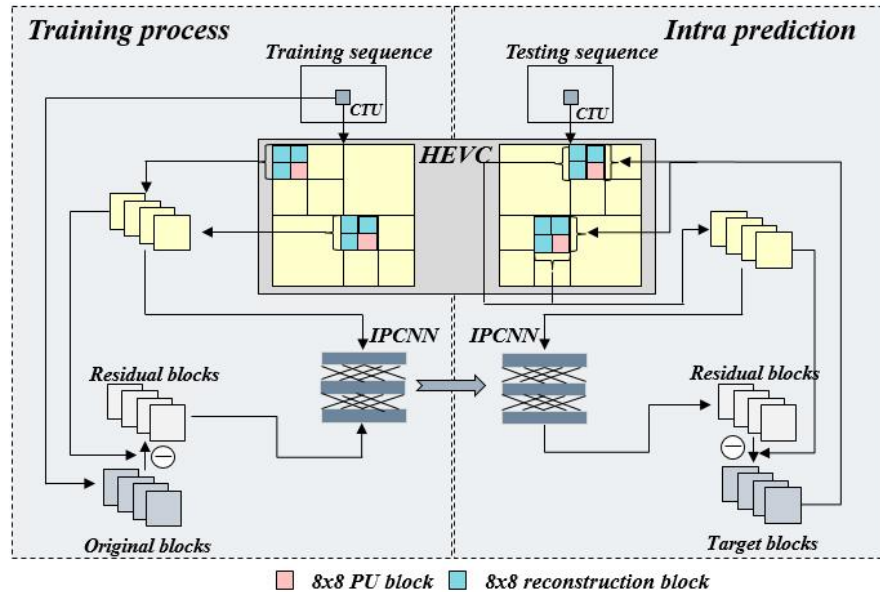 Training process
Intra prediction
Training sequence
Testing sequence
CTU
CTU
HEVC
IPCNN
IPCNN
Residual blocks
Residual blocks
Original blocks
Target blocks
8x8 PU block
8x8 reconstruction block